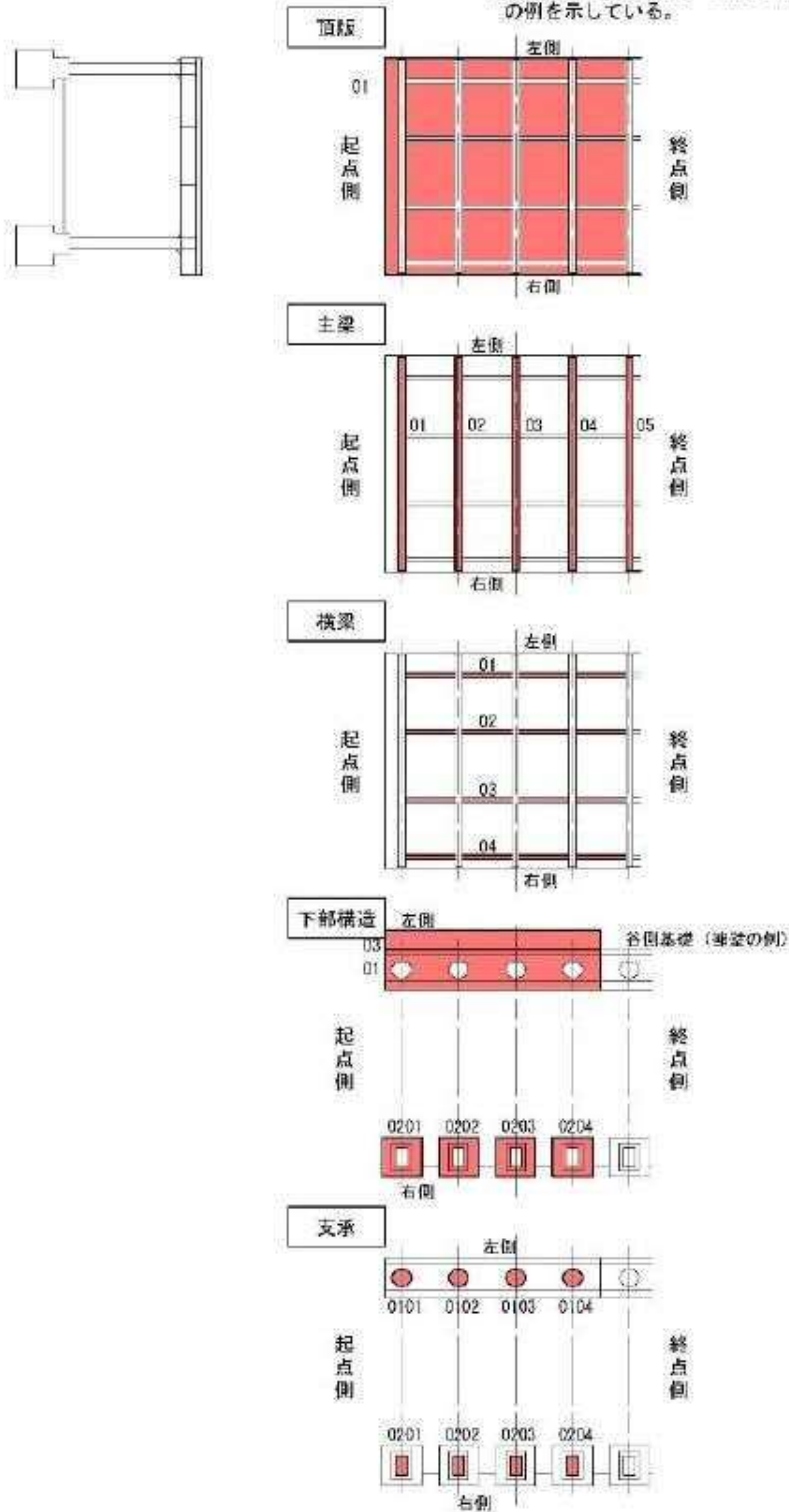 の例を示している。
頂版
左側
01
起点側
終点側
右側
主梁
左側
01 02 03 04 05
起点側
終点側
右側
横梁
左側
01
02
起点側
終点側
03
04
右側
下部構造
左側
03
谷側基礎（擁壁の例）
01
起点側
終点側
0201 0202 0203 0204
右側
支承
左側
0101 0102 0103 0104
起点側
終点側
0201 0202 0203 0204
右側